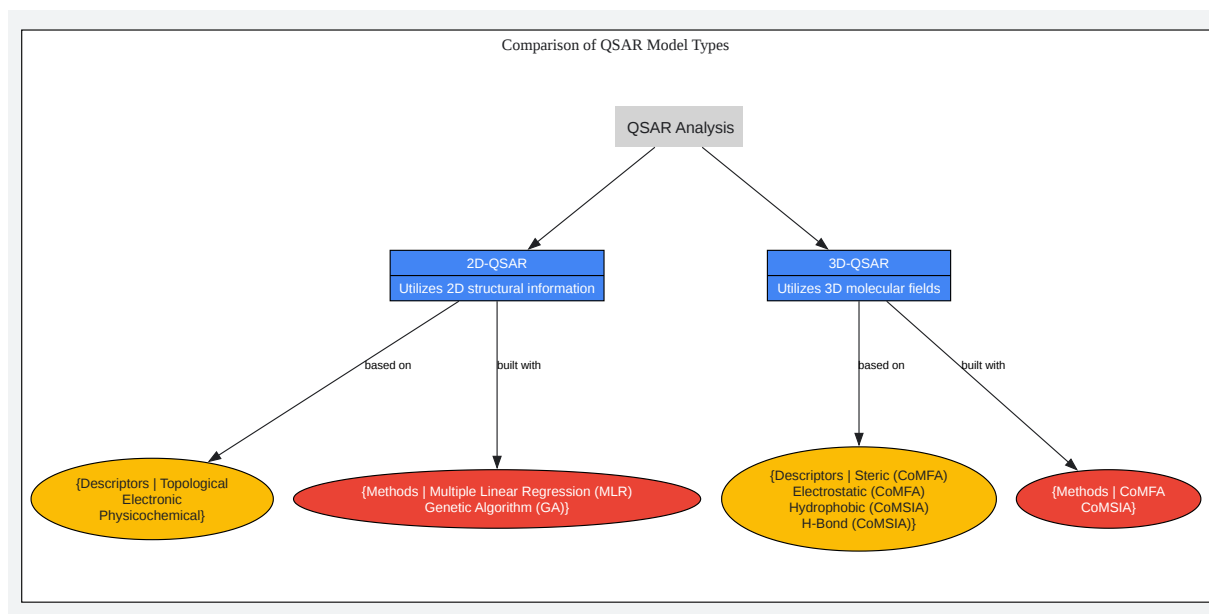 Comparison of QSAR Model Types
QSAR Analysis
2D-QSAR
Utilizes 2D structural information
3D-QSAR
Utilizes 3D molecular fields
based on
built with
based on
built with
{Descriptors | Topological
Electronic
Physicochemical}
{Methods | Multiple Linear Regression (MLR)
Genetic Algorithm (GA)}
{Descriptors | Steric (CoMFA)
Electrostatic (CoMFA)
Hydrophobic (CoMSIA)
H-Bond (CoMSIA)}
{Methods | CoMFA
CoMSIA}